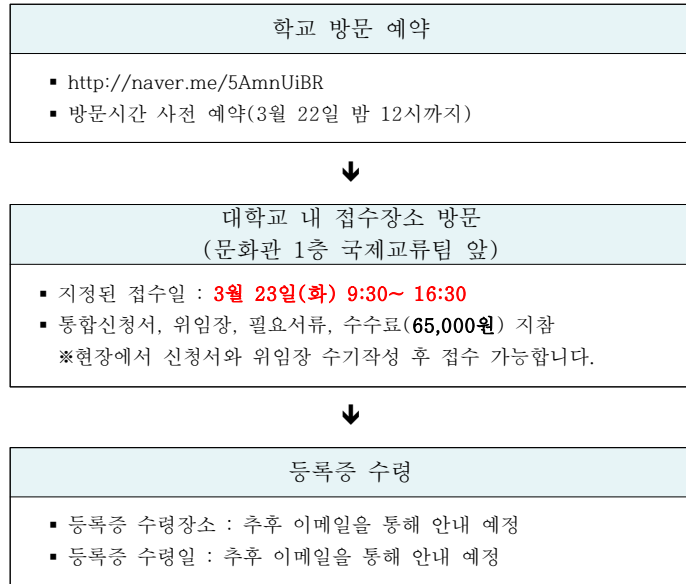 학교 방문 예약
▪ http://naver.me/5AmnUiBR
▪ 방문시간 사전 예약(3월 22일 밤 12시까지)
🡻
대학교 내 접수장소 방문
(문화관 1층 국제교류팀 앞)
▪ 지정된 접수일 : 3월 23일(화) 9:30~ 16:30
▪ 통합신청서, 위임장, 필요서류, 수수료(65,000원) 지참
※현장에서 신청서와 위임장 수기작성 후 접수 가능합니다.
🡻
등록증 수령
▪ 등록증 수령장소 : 추후 이메일을 통해 안내 예정
▪ 등록증 수령일 : 추후 이메일을 통해 안내 예정